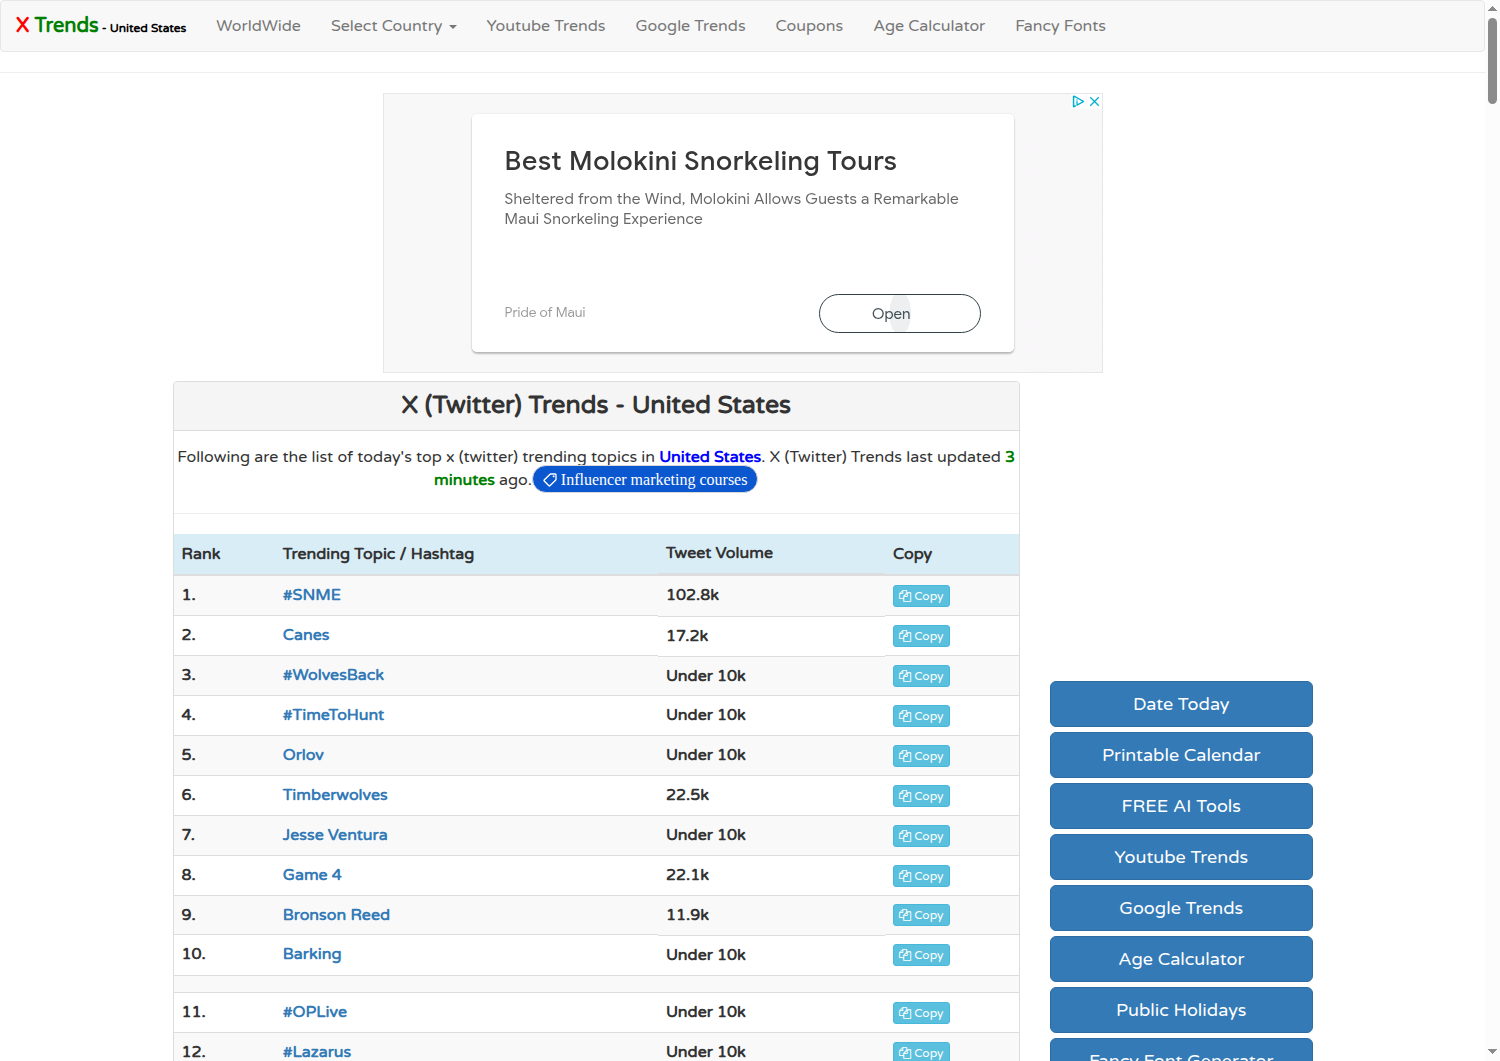 X Trends - United States WorldWide Select Country Youtube Trends Google Trends Coupons Age Calculator Fancy Fonts
Best Molokini Snorkeling Tours
Sheltered from the Wind, Molokini Allows Guests a Remarkable
Maui Snorkeling Experience
Pride of Maui Open
X (Twitter) Trends - United States
Following are the list of today's top x (twitter) trending topics in United States. X (Twitter) Trends last updated 3
minutes ago. Influencer marketing courses
Rank Trending Topic / Hashtag Tweet Volume Copy
1. #SNME 102.8k Copy
2. Canes 17.2k Copy
3. #WolvesBack Under 10k Copy
4. #TimeToHunt Under 10k Copy
5. Orlov Under 10k Copy
6. Timberwolves 22.5k Copy
7. Jesse Ventura Under 10k Copy
8. Game 4 22.1k Copy
9. Bronson Reed 11.9k Copy
10. Barking Under 10k Copy
11. #OPLive Under 10k Copy
12. #Lazarus Under 10k Copy
Date Today
Printable Calendar
FREE AI Tools
Youtube Trends
Google Trends
Age Calculator
Public Holidays
Fancy Font Generator